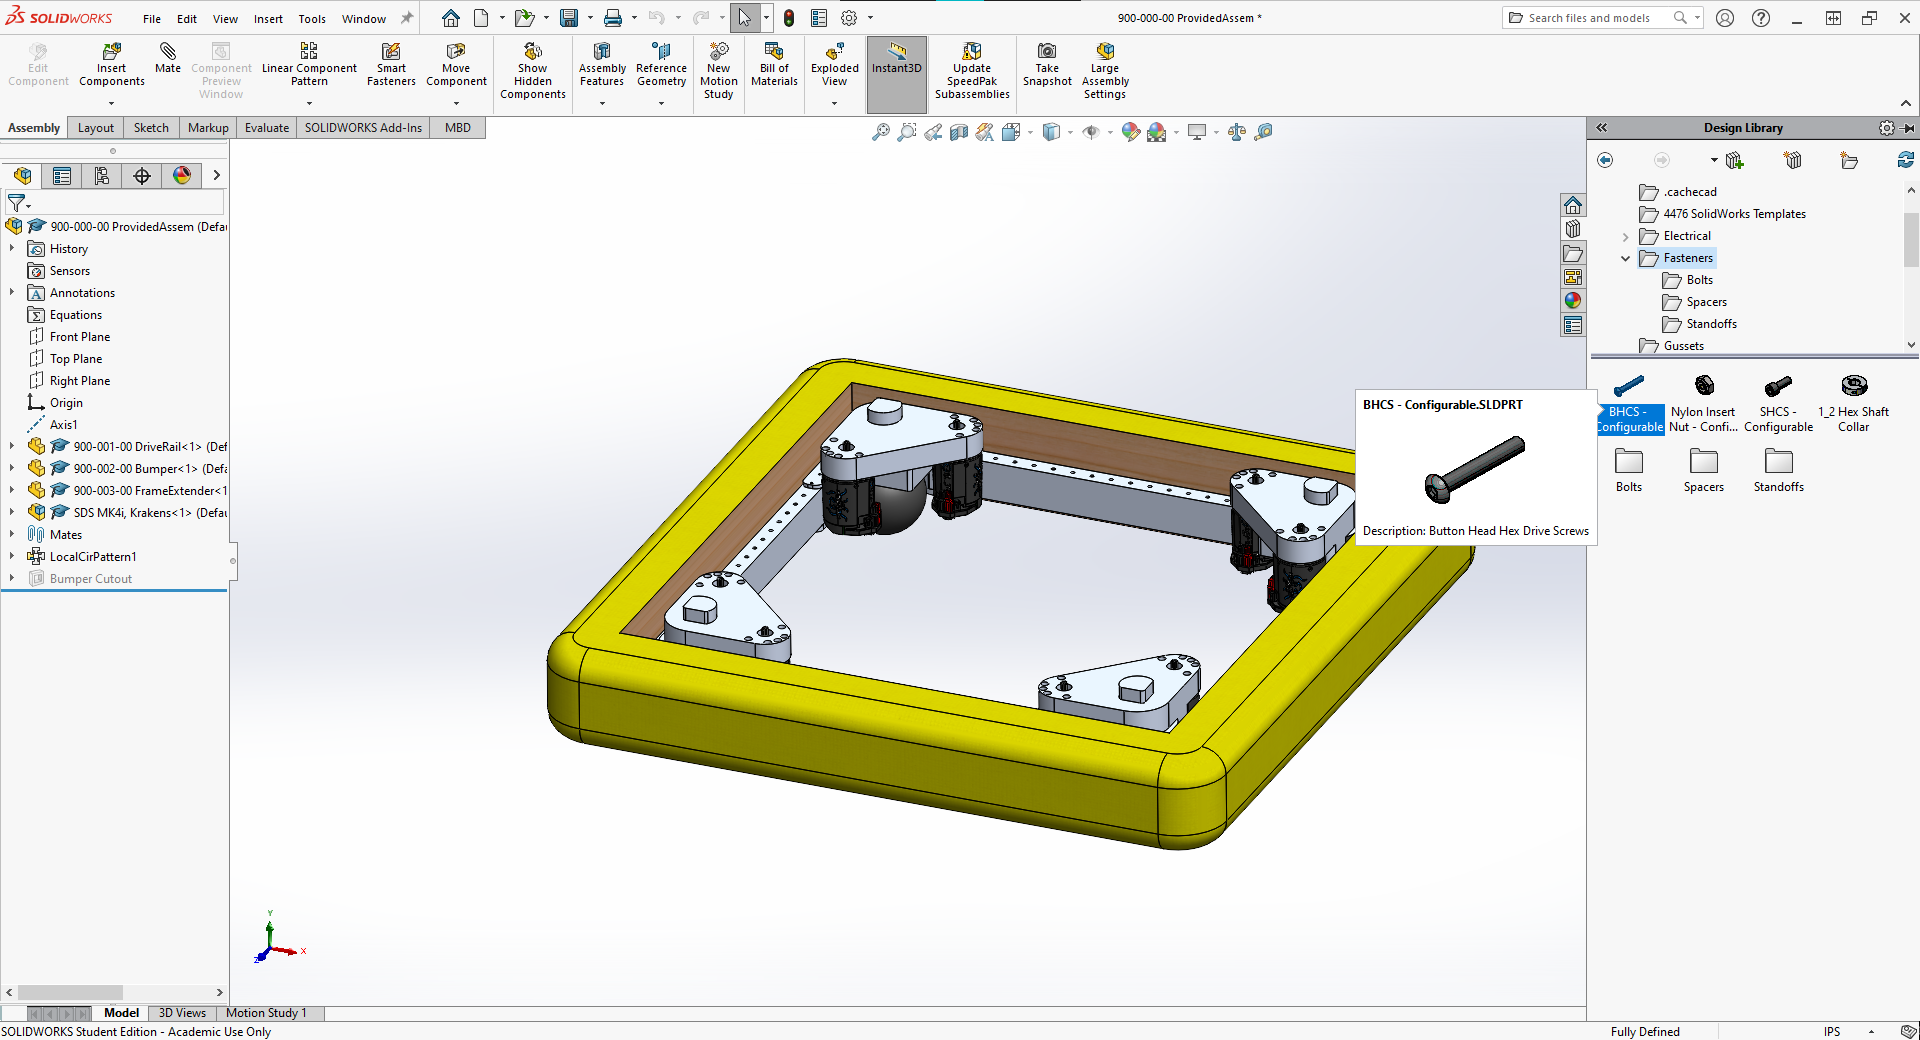 SOLIDWORKS
File Edit View Insert Tools Window
900-000-00 ProvidedAssem *
Search files and models
Edit Component
Insert Components
Mate
Component Preview Window
Linear Component Pattern
Smart Fasteners
Move Component
Show Hidden Components
Assembly Features
Reference Geometry
New Motion Study
Bill of Materials
Exploded View
Instant3D
Update SpeedPak Subassemblies
Take Snapshot
Large Assembly Settings
Assembly Layout Sketch Markup Evaluate SOLIDWORKS Add-Ins MBD
900-000-00 ProvidedAssem (Defau
History
Sensors
Annotations
Equations
Front Plane
Top Plane
Right Plane
Origin
Axis1
900-001-00 DriveRail<1> (Def
900-002-00 Bumper<1> (Defa
900-003-00 FrameExtender<1
SDS MK4i, Krakens<1> (Defau
Mates
LocalCirPattern1
Bumper Cutout
Y
X
Z
Design Library
.cachecad
4476 SolidWorks Templates
Electrical
Fasteners
Bolts
Spacers
Standoffs
Gussets
BHCS - Configurable
Nylon Insert Nut - Confi...
SHCS - Configurable
1_2 Hex Shaft Collar
Bolts
Spacers
Standoffs
BHCS - Configurable.SLDPRT
Description: Button Head Hex Drive Screws
Model 3D Views Motion Study 1
SOLIDWORKS Student Edition - Academic Use Only
Fully Defined
IPS